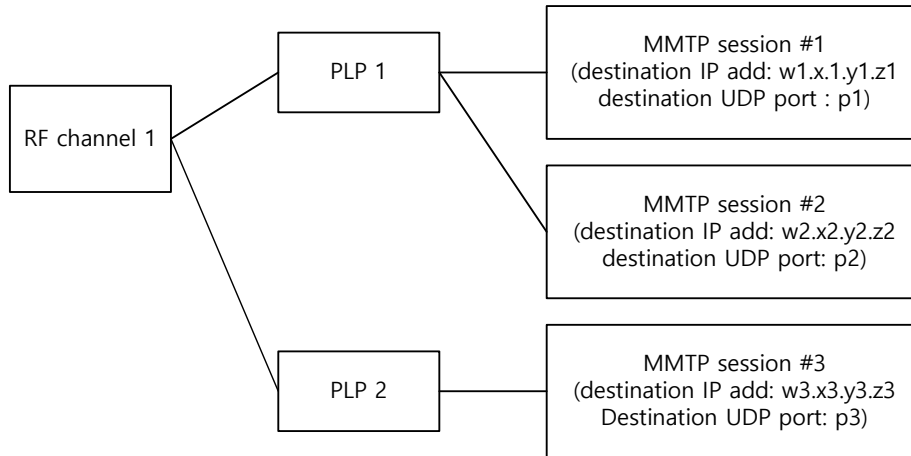 RF channel 1
PLP 1
MMTP session #1
(destination IP add: w1.x.1.y1.z1
destination UDP port : p1)
MMTP session #2
(destination IP add: w2.x2.y2.z2
destination UDP port: p2)
PLP 2
MMTP session #3
(destination IP add: w3.x3.y3.z3
Destination UDP port: p3)